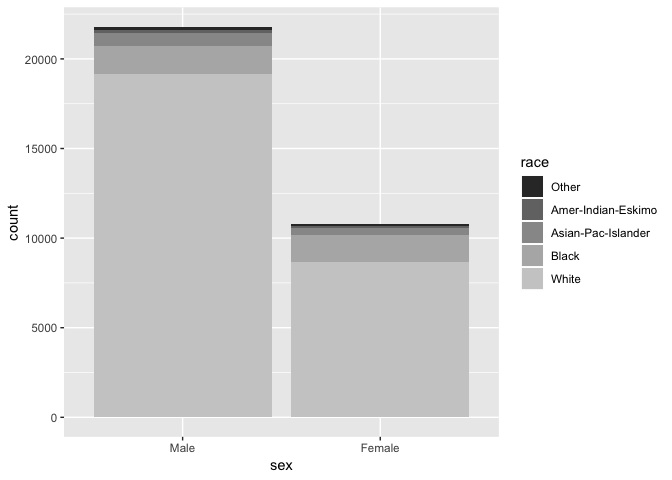 count
20000
15000
10000
5000
0
Male
Female
sex
race
Other
Amer-Indian-Eskimo
Asian-Pac-Islander
Black
White